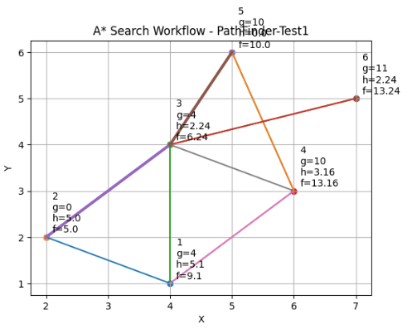 A* Search Workflow - Pathfinder-Test1
5
g=10
h=0.0
f=10.0
6
g=11
h=2.24
f=13.24
3
g=4
h=2.24
f=6.24
4
g=10
h=3.16
f=13.16
2
g=0
h=5.0
f=5.0
1
g=4
h=5.1
f=9.1
6
5
4
3
2
1
Y
2 3 4 5 6 7
X